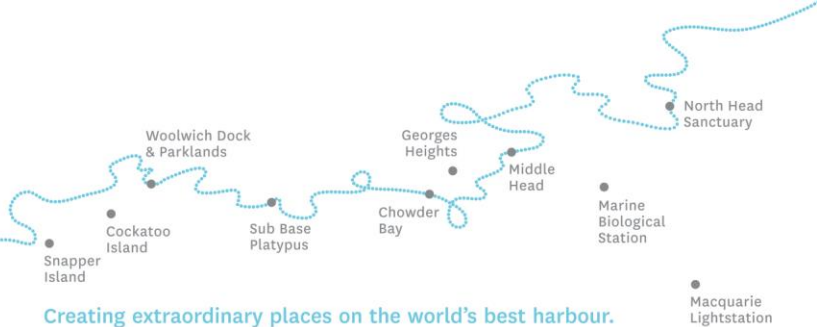 North Head
Sanctuary
Woolwich Dock
& Parklands
Georges
Heights
Middle
Head
Marine
Biological
Station
Chowder
Bay
Sub Base
Platypus
Cockatoo
Island
Snapper
Island
Macquarie
Lightstation
Creating extraordinary places on the world's best harbour.